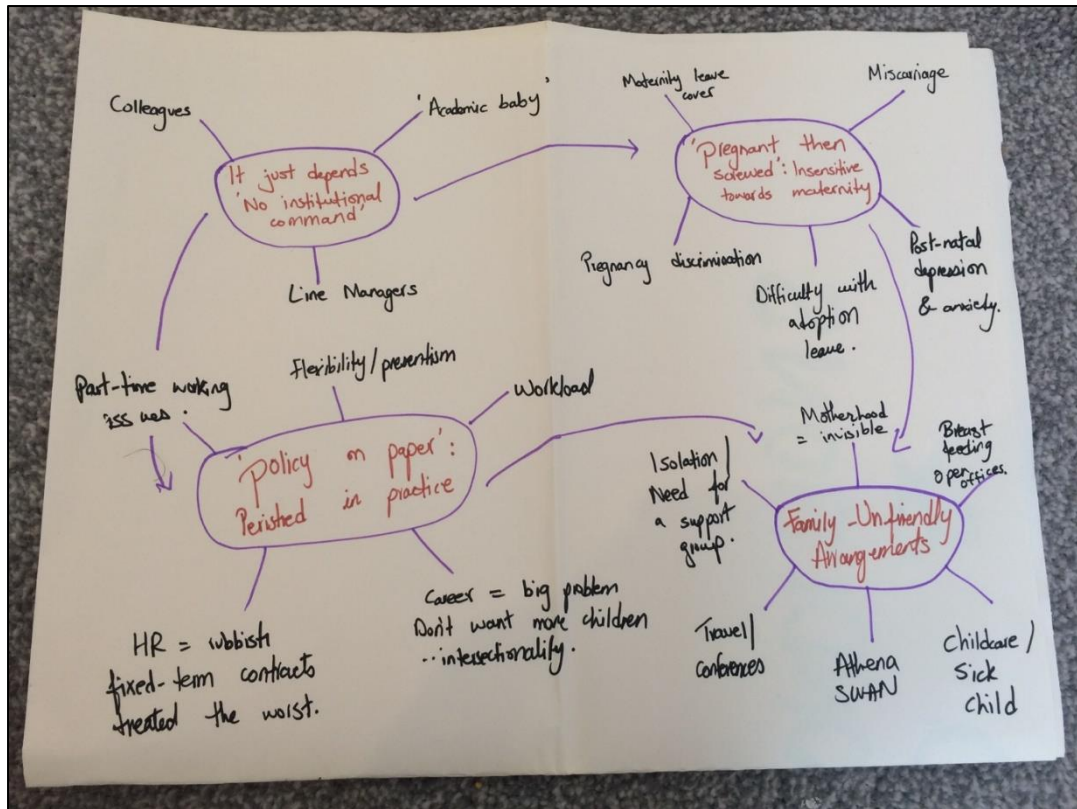 Colleagues
'Academic baby'
It just depends
'No institutional
command'
Line Managers
Maternity leave
cover
Miscarriage
'Pregnant then
screwed': Insensitive
towards maternity
Pregnancy discrimination
Difficulty with
adoption
leave.
Post-natal
depression
& anxiety.
Part-time working
issues.
Flexibility/presentism
Workload
'Policy on paper':
Perished in practice
HR = rubbish
fixed-term contracts
treated the worst.
Career = big problem
Don't want more children
..intersectionality.
Isolation/
Need for
a support
group.
Motherhood
= invisible
Breast
feeding
open
offices.
Family-Unfriendly
Arrangements
Travel/
conferences
Athena
SWAN
Childcare/
Sick
Child